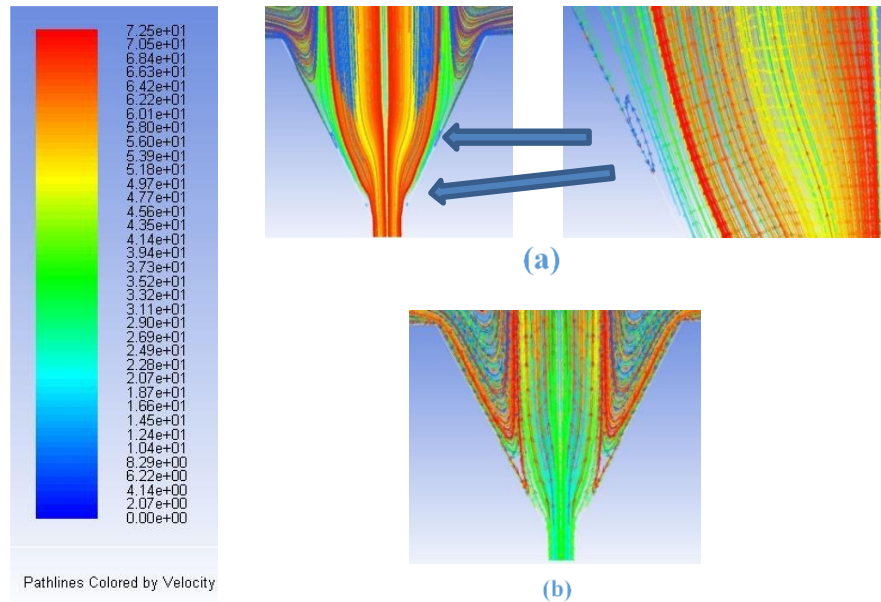 7.25e+01
7.05e+01
6.84e+01
6.63e+01
6.42e+01
6.22e+01
6.01e+01
5.80e+01
5.60e+01
5.39e+01
5.18e+01
4.97e+01
4.77e+01
4.56e+01
4.35e+01
4.14e+01
3.94e+01
3.73e+01
3.52e+01
3.32e+01
3.11e+01
2.90e+01
2.69e+01
2.49e+01
2.28e+01
2.07e+01
1.87e+01
1.66e+01
1.45e+01
1.24e+01
1.04e+01
8.29e+00
6.22e+00
4.14e+00
2.07e+00
0.00e+00
Pathlines Colored by Velocity
(a)
(b)